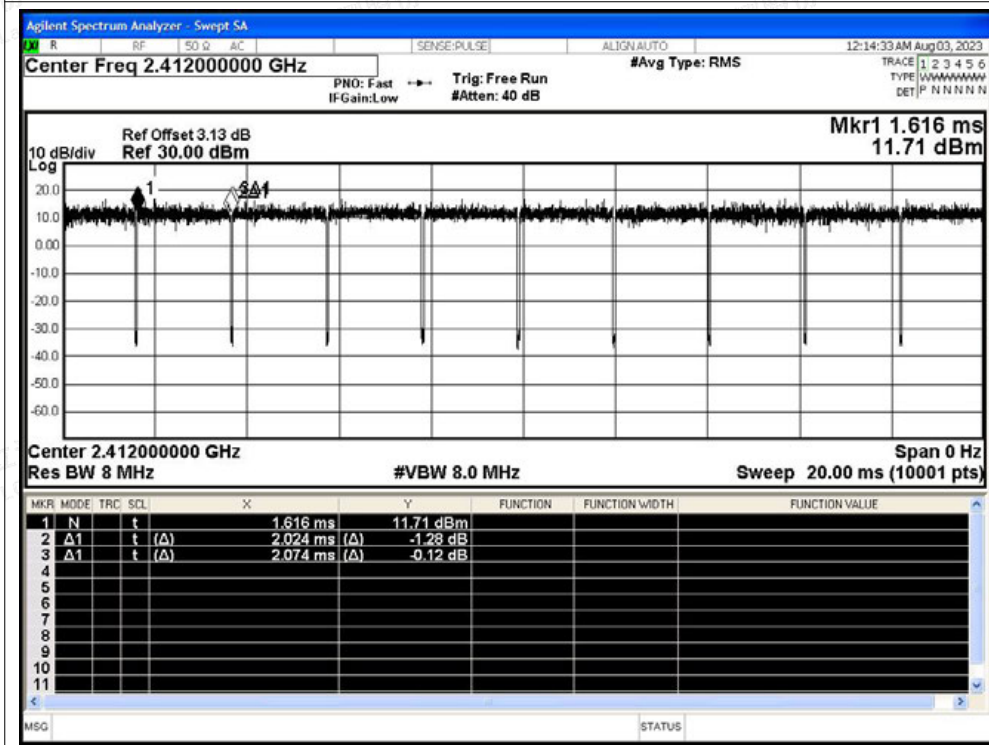 Agilent Spectrum Analyzer - Swept SA
R RF 50 Ω AC SENSE:PULSE ALIGN AUTO 12:14:33 AM Aug 03, 2023
Center Freq 2.412000000 GHz #Avg Type: RMS TRACE 1 2 3 4 5 6
PNO: Fast Trig: Free Run TYPE WWWWWW
IFGain:Low #Atten: 40 dB DET P N N N N N
Mkr1 1.616 ms
Ref Offset 3.13 dB
10 dB/div Ref 30.00 dBm 11.71 dBm
Log
20.0
1 3Δ1
10.0
0.00
-10.0
-20.0
-30.0
-40.0
-50.0
-60.0
Center 2.412000000 GHz Span 0 Hz
Res BW 8 MHz #VBW 8.0 MHz Sweep 20.00 ms (10001 pts)
MKR MODE TRC SCL X Y FUNCTION FUNCTION WIDTH FUNCTION VALUE
1 N t 1.616 ms 11.71 dBm
2 Δ1 t (Δ) 2.024 ms (Δ) -1.28 dB
3 Δ1 t (Δ) 2.074 ms (Δ) -0.12 dB
4
5
6
7
8
9
10
11
MSG STATUS